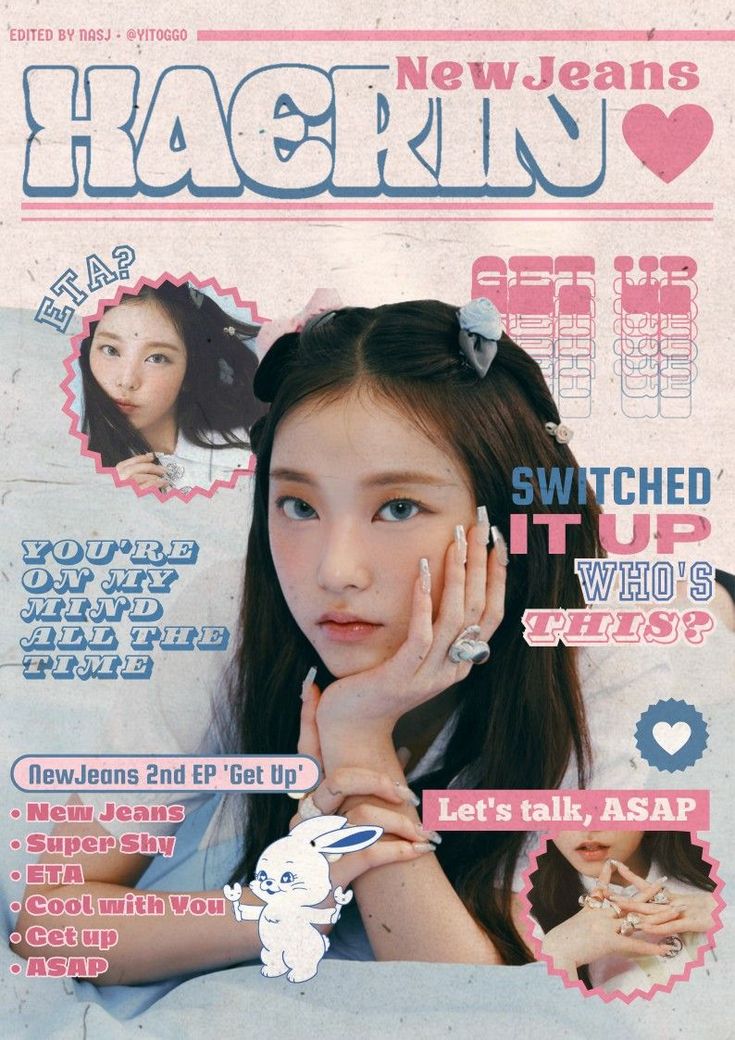 EDITED BY NASJ - @YITOGGO
NewJeans
HAERIN
ETA?
GET UP
SWITCHED
IT UP
WHO'S
THIS?
YOU'RE
ON MY
MIND
ALL THE
TIME
NewJeans 2nd EP 'Get Up'
• New Jeans
• Super Shy
• ETA
• Cool with You
• Get up
• ASAP
Let's talk, ASAP